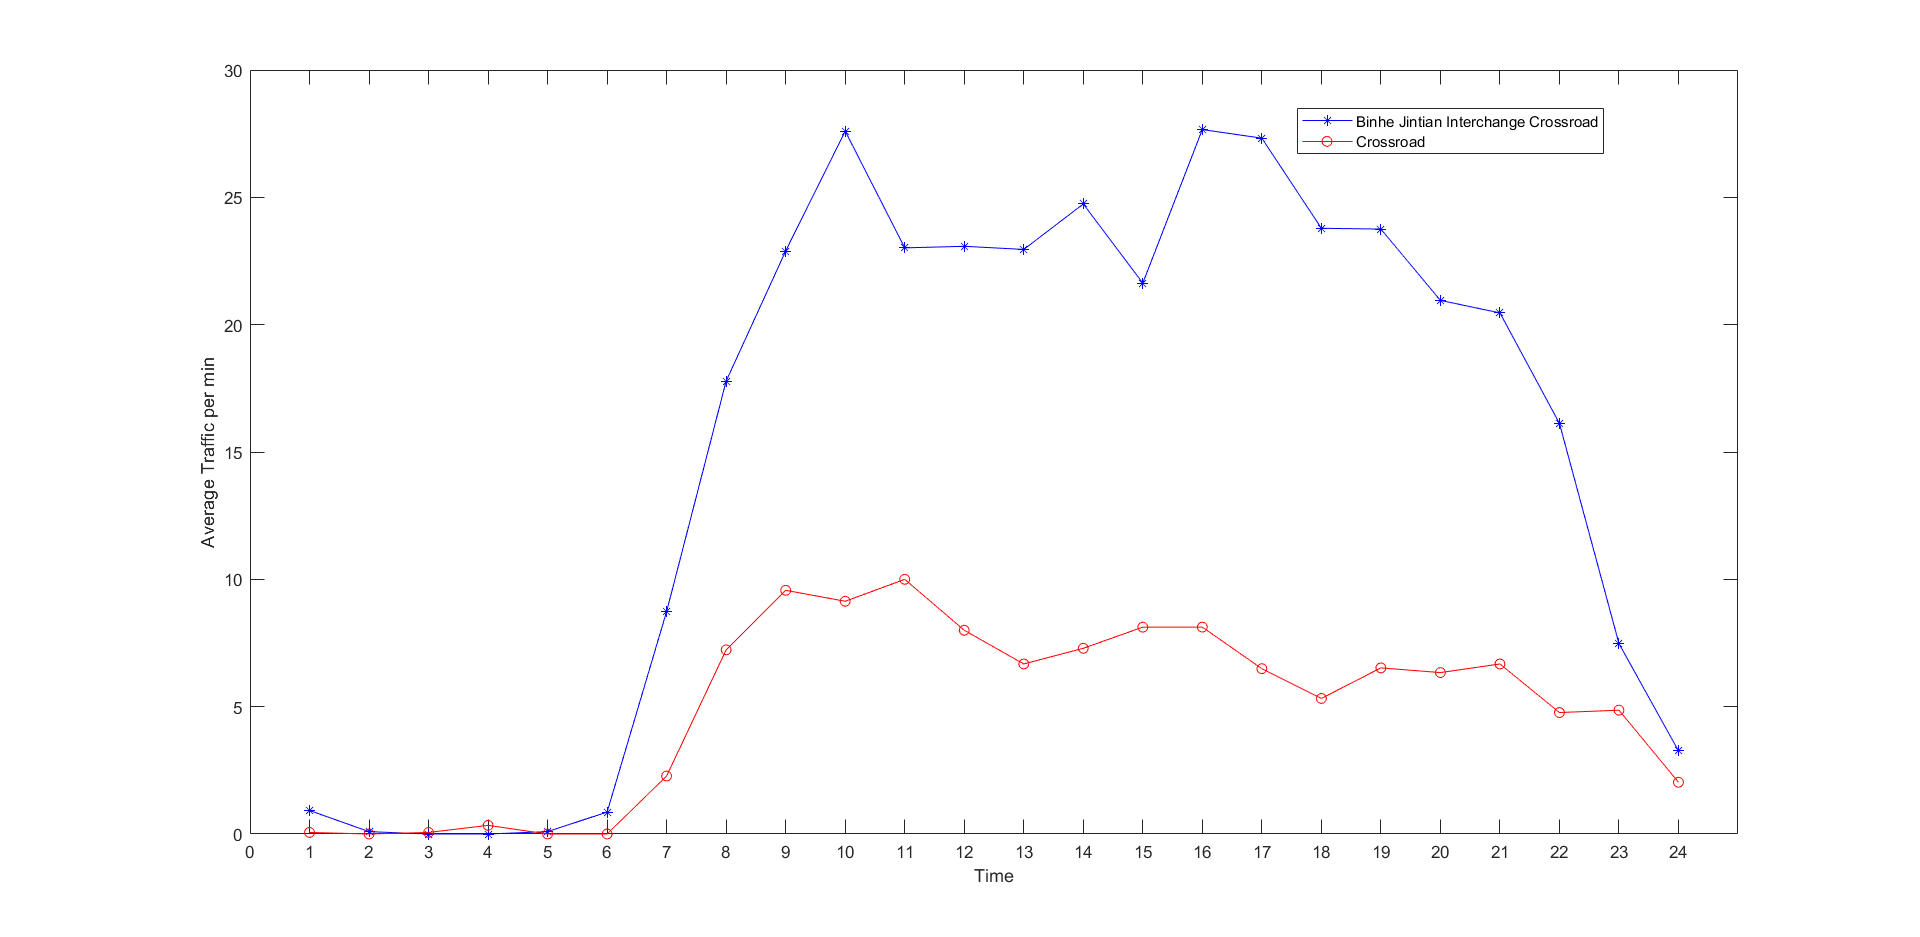 30
25
20
15
10
5
0
Average Traffic per min
Binhe Jintian Interchange Crossroad
Crossroad
0 1 2 3 4 5 6 7 8 9 10 11 12 13 14 15 16 17 18 19 20 21 22 23 24
Time